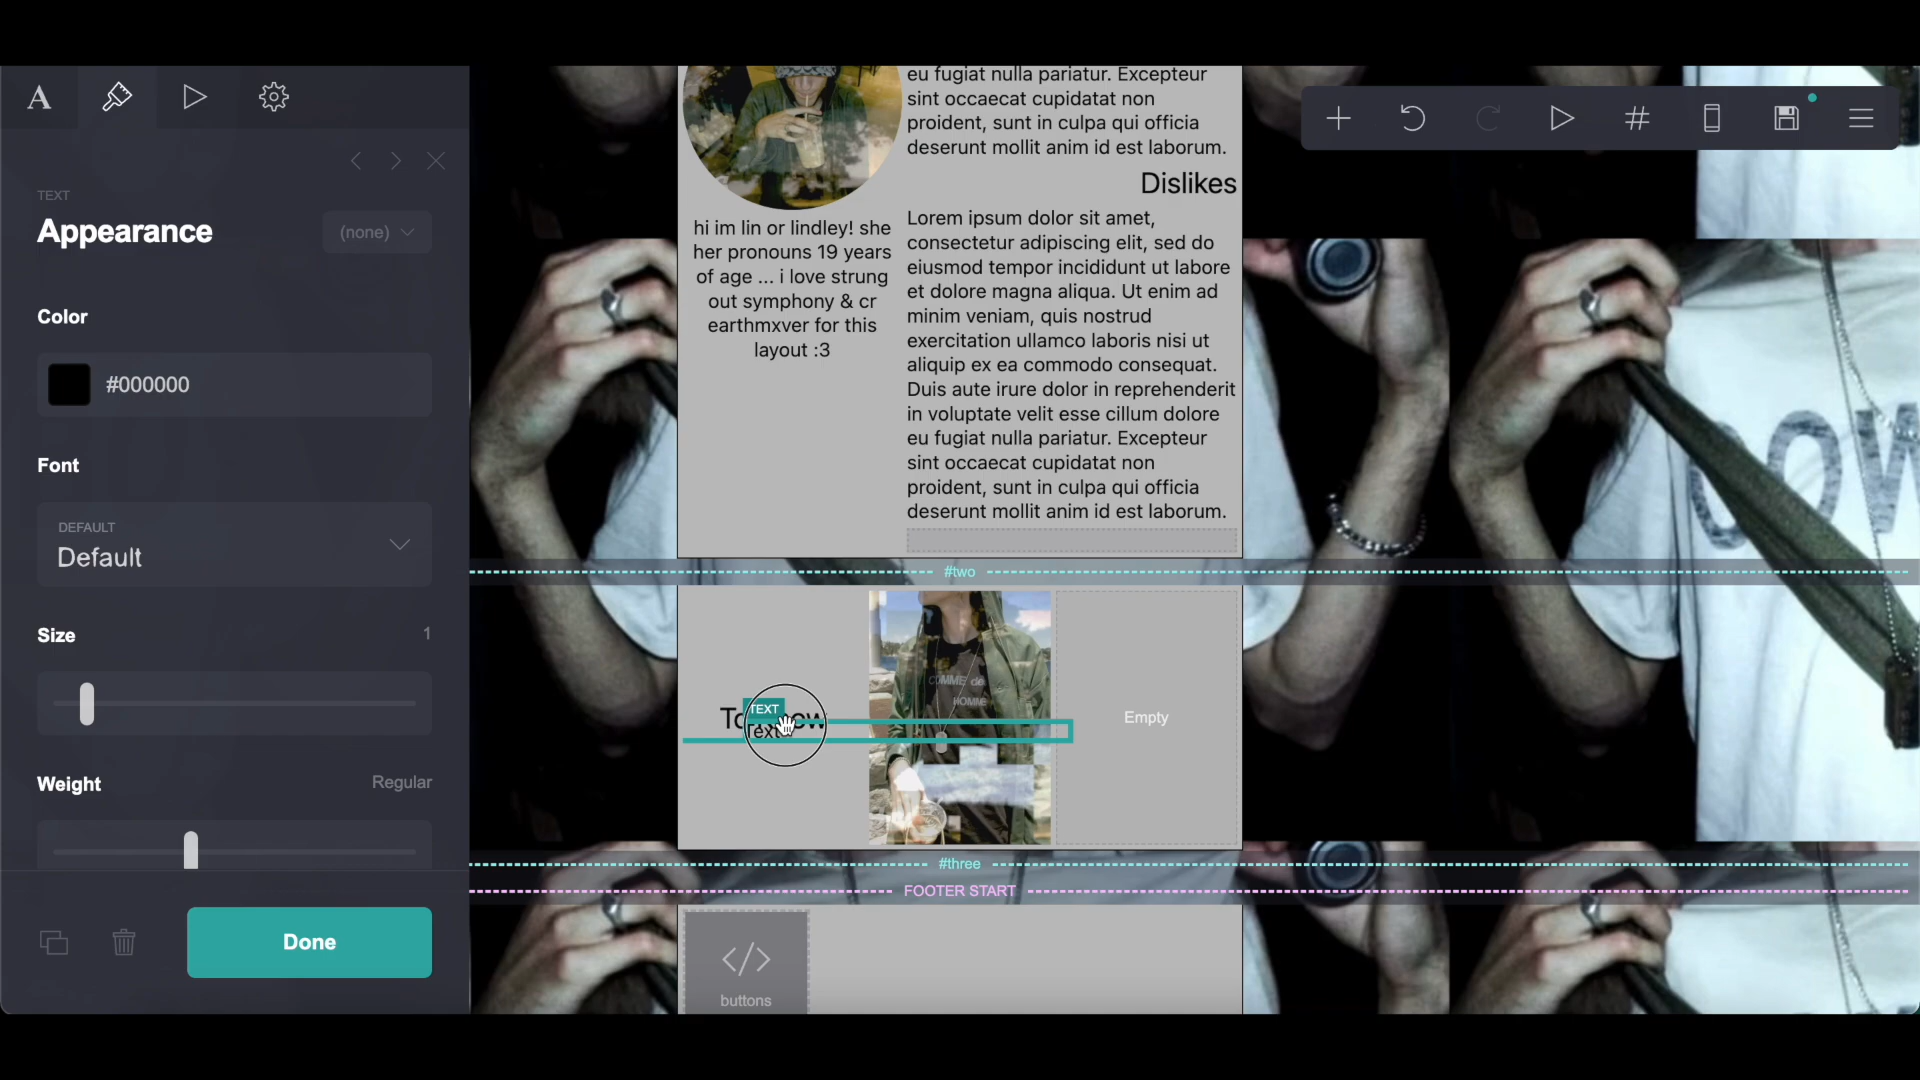 A
TEXT
Appearance
(none)
Color
#000000
Font
DEFAULT
Default
Size
1
Weight
Regular
Done
eu fugiat nulla pariatur. Excepteur
sint occaecat cupidatat non
proident, sunt in culpa qui officia
deserunt mollit anim id est laborum.
Dislikes
hi im lin or lindley! she
her pronouns 19 years
of age ... i love strung
out symphony & cr
earthmxver for this
layout :3
Lorem ipsum dolor sit amet,
consectetur adipiscing elit, sed do
eiusmod tempor incididunt ut labore
et dolore magna aliqua. Ut enim ad
minim veniam, quis nostrud
exercitation ullamco laboris nisi ut
aliquip ex ea commodo consequat.
Duis aute irure dolor in reprehenderit
in voluptate velit esse cillum dolore
eu fugiat nulla pariatur. Excepteur
sint occaecat cupidatat non
proident, sunt in culpa qui officia
deserunt mollit anim id est laborum.
#two
TEXT
Text
COMME des
HOMME
Empty
#three
FOOTER START
</>
buttons